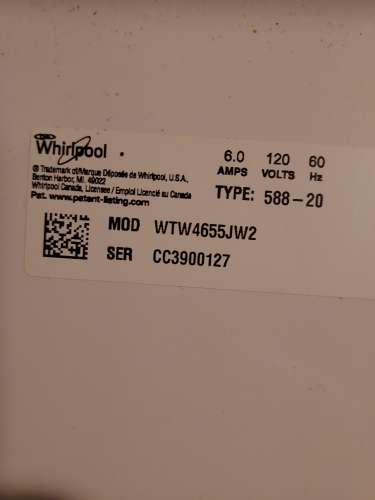 Whirlpool
® Trademark of/Marque Déposée de Whirlpool, U.S.A.,
Benton Harbor, MI. 49022
Whirlpool Canada, Licensee / Emploi Licencié au Canada
Pat. www.patent-listing.com
6.0 120 60
AMPS VOLTS Hz
TYPE: 588-20
MOD WTW4655JW2
SER CC3900127